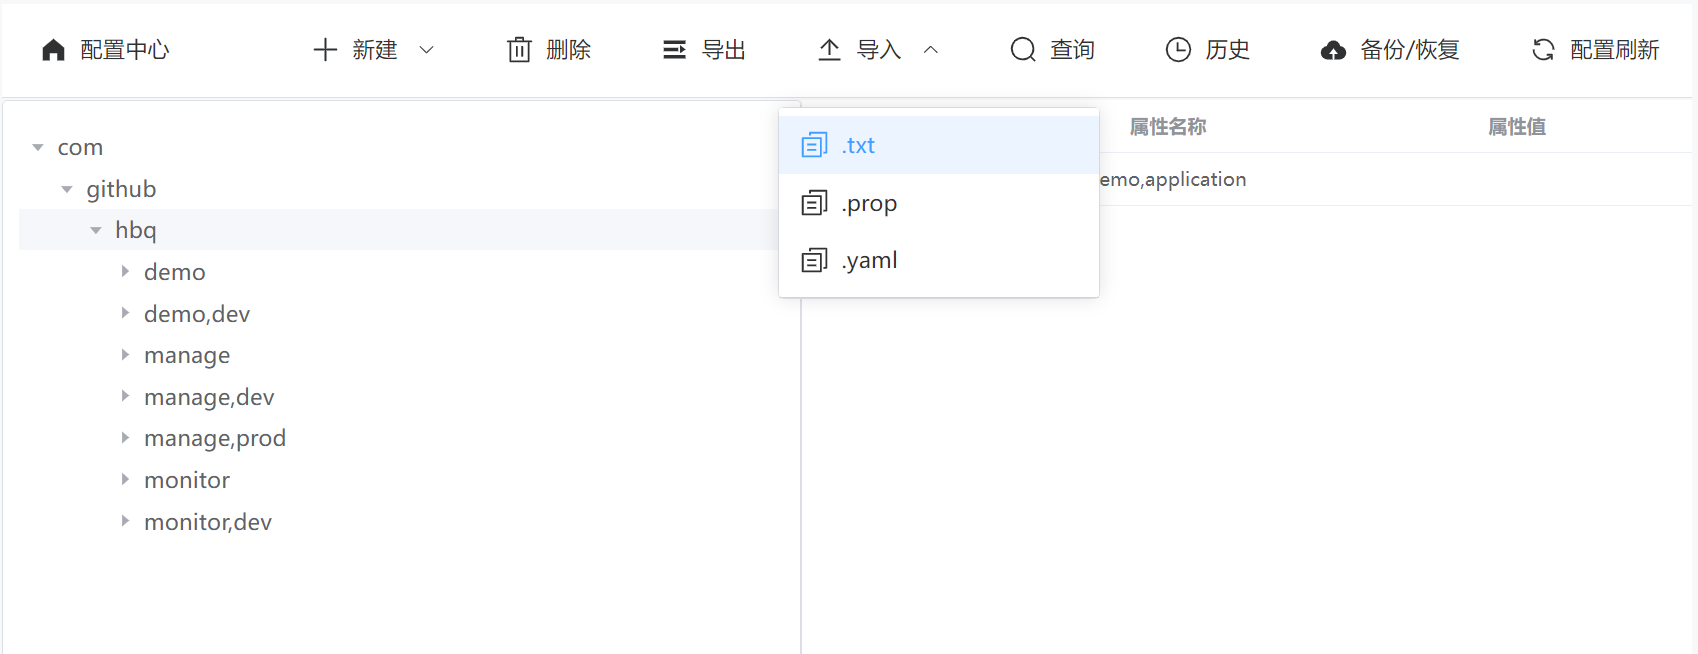 配置中心 新建 删除 导出 导入 查询 历史 备份/恢复 配置刷新
com
github
hbq
demo
demo,dev
manage
manage,dev
manage,prod
monitor
monitor,dev
.txt
.prop
.yaml
属性名称 属性值
emo,application